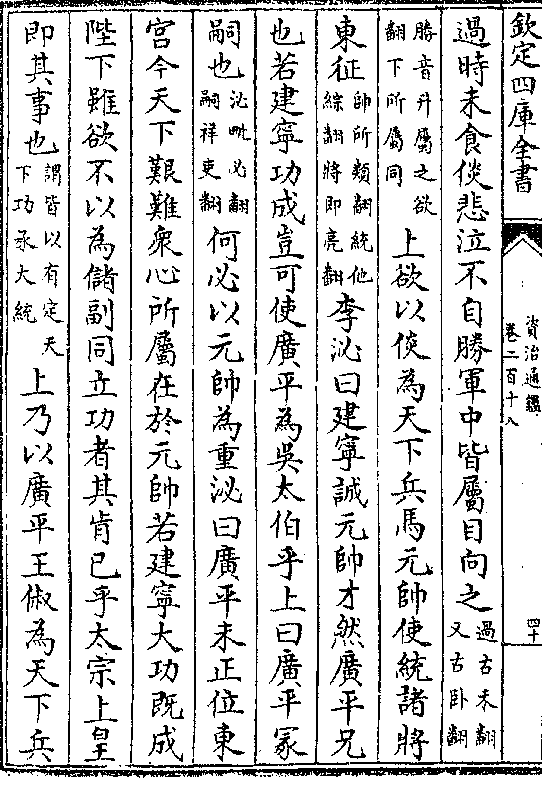 欽定四庫全書
資治通鑑
卷二百十八
四十
過時未食倓悲泣不自勝軍中皆屬目向之過古禾翻
又古卧翻
勝音升屬之欲
翻下所屬同上欲以倓為天下兵馬元帥使統諸將
東征帥所類翻統他
綜翻將即亮翻李泌曰建寧誠元帥才然廣平兄
也若建寧功成豈可使廣平為吳太伯乎上曰廣平冢
嗣也泌毗必翻
嗣祥吏翻何必以元帥為重泌曰廣平未正位東
宮今天下艱難衆心所屬在於元帥若建寧大功既成
陛下雖欲不以為儲副同立功者其肯已乎太宗上皇
即其事也謂皆以有定天
下功承大統上乃以廣平王俶為天下兵